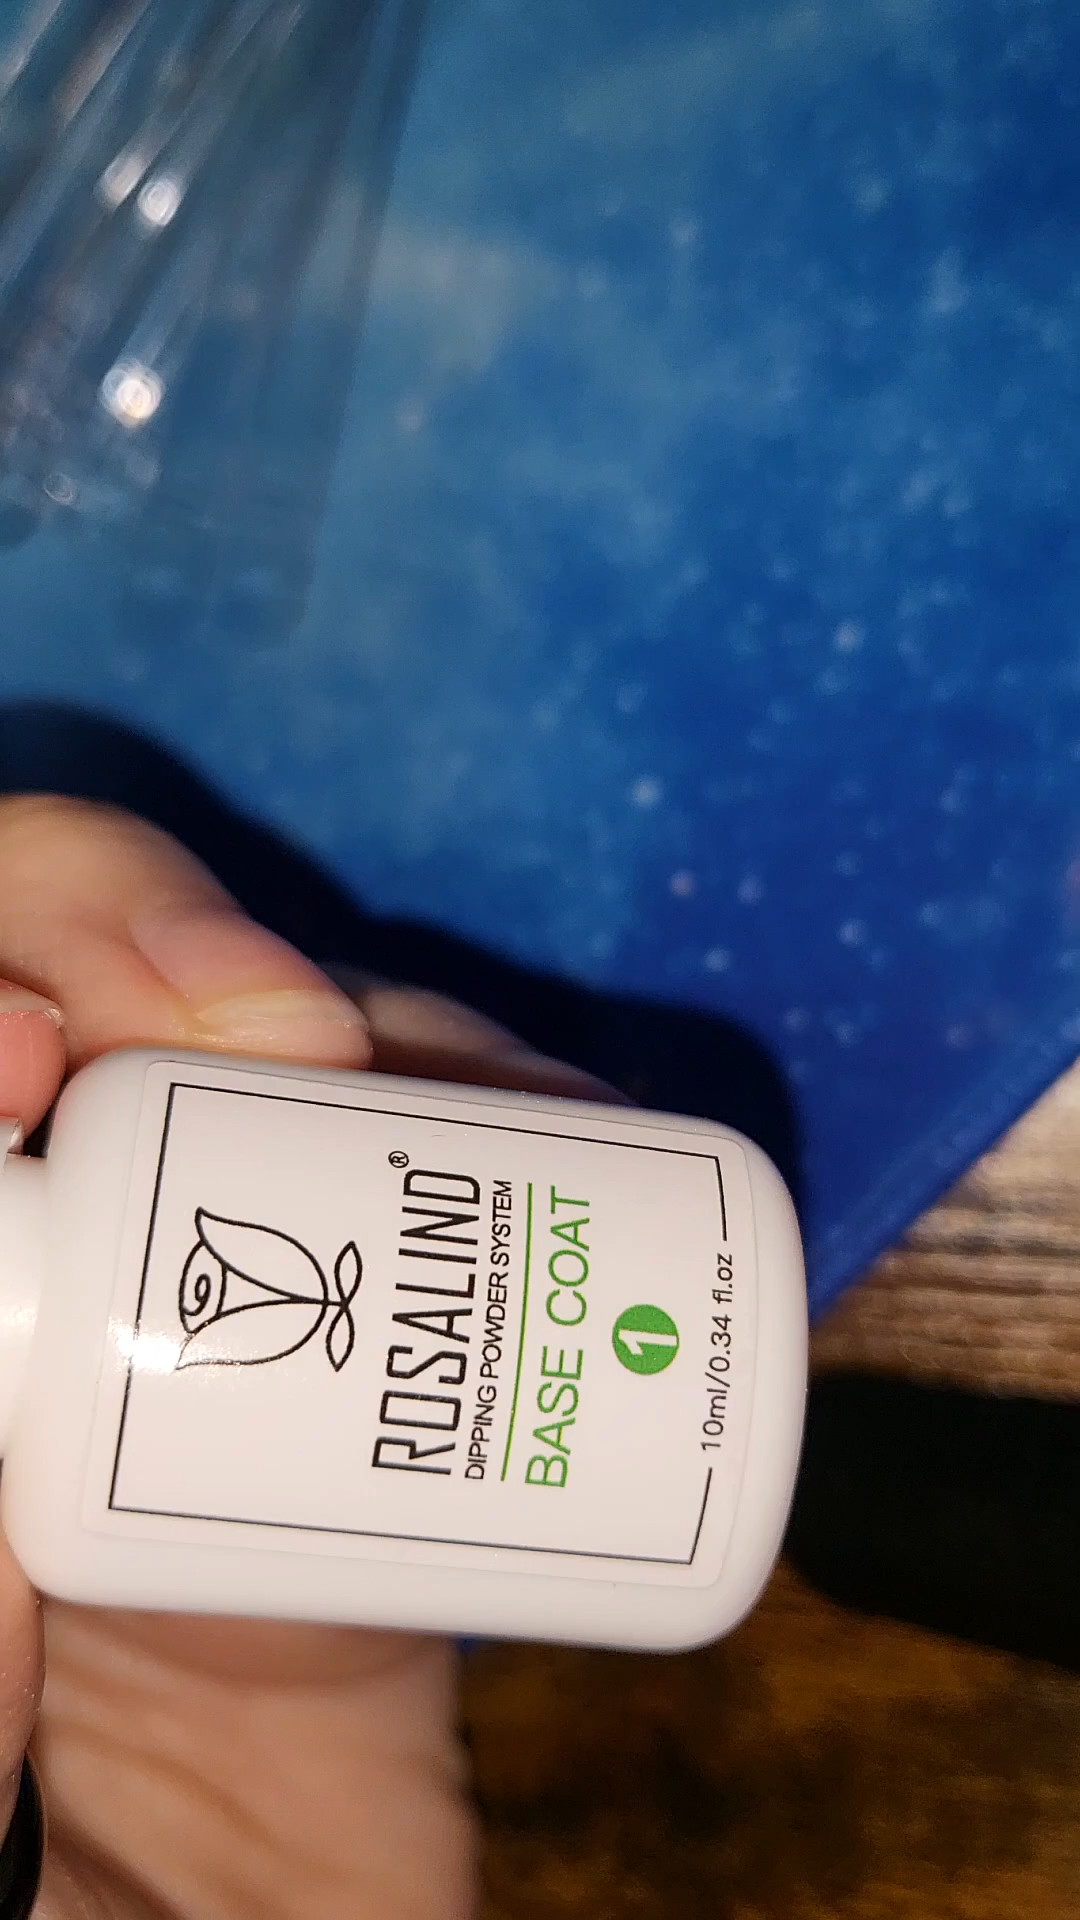 ROSALIND®
DIPPING POWDER SYSTEM
BASE COAT
1
10ml/0.34 fl.oz